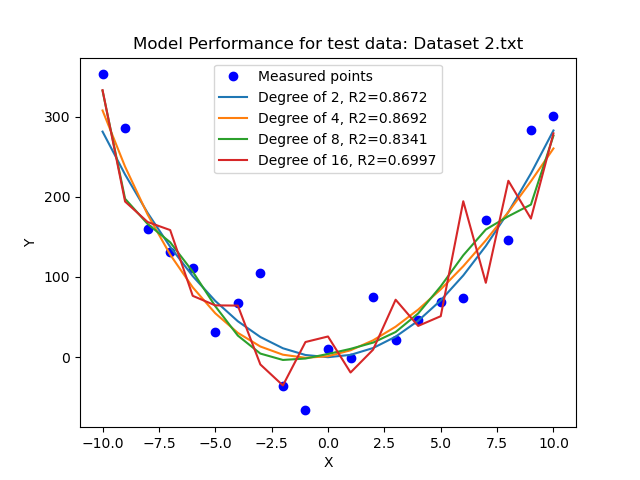 Model Performance for test data: Dataset 2.txt
Measured points
Degree of 2, R2=0.8672
Degree of 4, R2=0.8692
Degree of 8, R2=0.8341
Degree of 16, R2=0.6997
Y
300
200
100
0
−10.0 −7.5 −5.0 −2.5 0.0 2.5 5.0 7.5 10.0
X